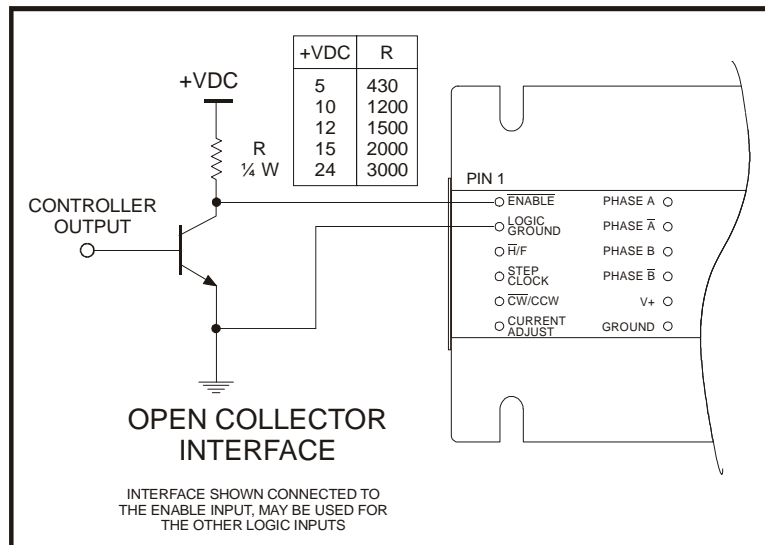 +VDC
R
¼ W
+VDC R
5 430
10 1200
12 1500
15 2000
24 3000
CONTROLLER
OUTPUT
PIN 1
E̅N̅A̅B̅L̅E̅
LOGIC
GROUND
H̅/F
STEP
CLOCK
C̅W̅/CCW
CURRENT
ADJUST
PHASE A
PHASE A̅
PHASE B
PHASE B̅
V+
GROUND
OPEN COLLECTOR
INTERFACE
INTERFACE SHOWN CONNECTED TO
THE ENABLE INPUT, MAY BE USED FOR
THE OTHER LOGIC INPUTS